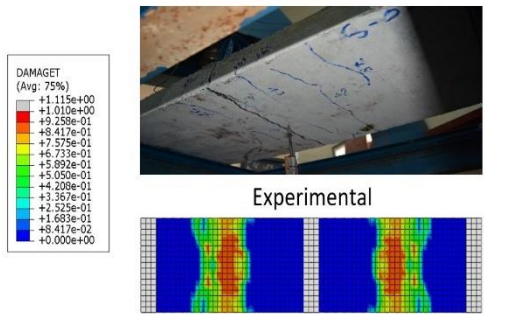 DAMAGET
(Avg: 75%)
+1.115e+00
+1.010e+00
+9.258e-01
+8.417e-01
+7.575e-01
+6.733e-01
+5.892e-01
+5.050e-01
+4.208e-01
+3.367e-01
+2.525e-01
+1.683e-01
+8.417e-02
+0.000e+00
Experimental